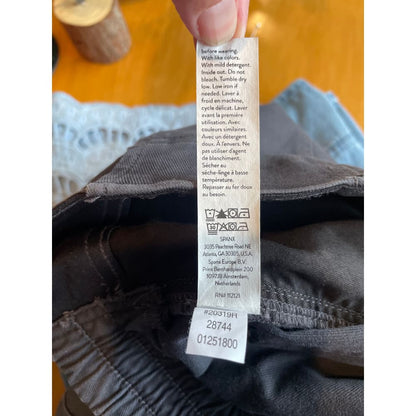 before wearing.
With like colors.
With mild detergent.
Inside out. Do not
bleach. Tumble dry
low. Low iron if
needed. Laver à
froid en machine,
cycle délicat. Laver
avant la première
utilisation. Avec
couleurs similaires.
Avec un détergent
doux. À l'envers. Ne
pas utiliser d'agent
de blanchiment.
Sécher au
sèche-linge à basse
température.
Repasser au fer doux
au besoin.
SPANX
3035 Peachtree Road NE
Atlanta, GA 30305, U.S.A.
Spanx Europe B.V.
Prins Bernhardplein 200
1097JB Amsterdam,
Netherlands
RN# 112121
#20319R
28744
01251800